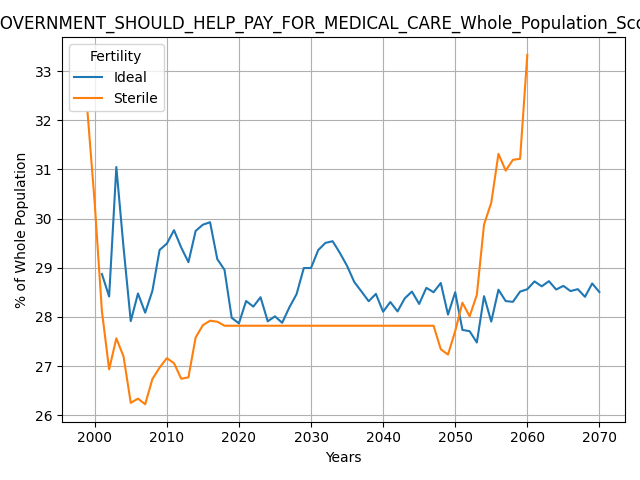 OVERNMENT_SHOULD_HELP_PAY_FOR_MEDICAL_CARE_Whole_Population_Sco
Fertility
Ideal
Sterile
% of Whole Population
33
32
31
30
29
28
27
26
2000 2010 2020 2030 2040 2050 2060 2070
Years